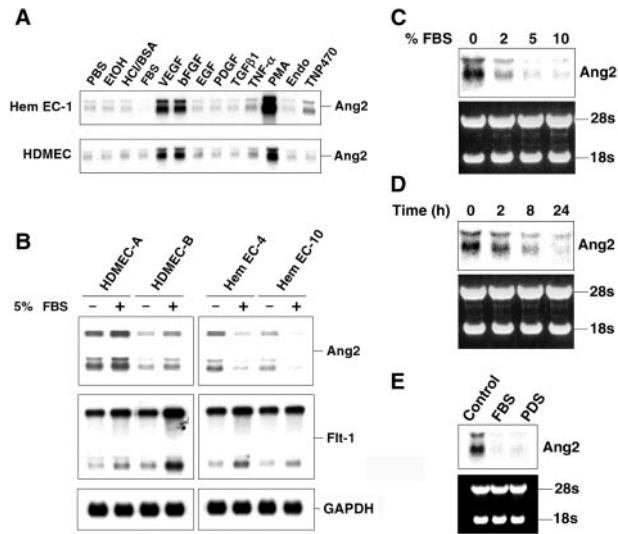 A
PBS EtOH HCl/BSA FBS VEGF bFGF EGF PDGF TGFβ1 TNF-α PMA Endo TNP470
Hem EC-1 Ang2
HDMEC Ang2
B
HDMEC-A HDMEC-B Hem EC-4 Hem EC-10
5% FBS − + − + − + − +
Ang2
Flt-1
GAPDH
C
% FBS 0 2 5 10
Ang2
28s
18s
D
Time (h) 0 2 8 24
Ang2
28s
18s
E
Control FBS PDS
Ang2
28s
18s